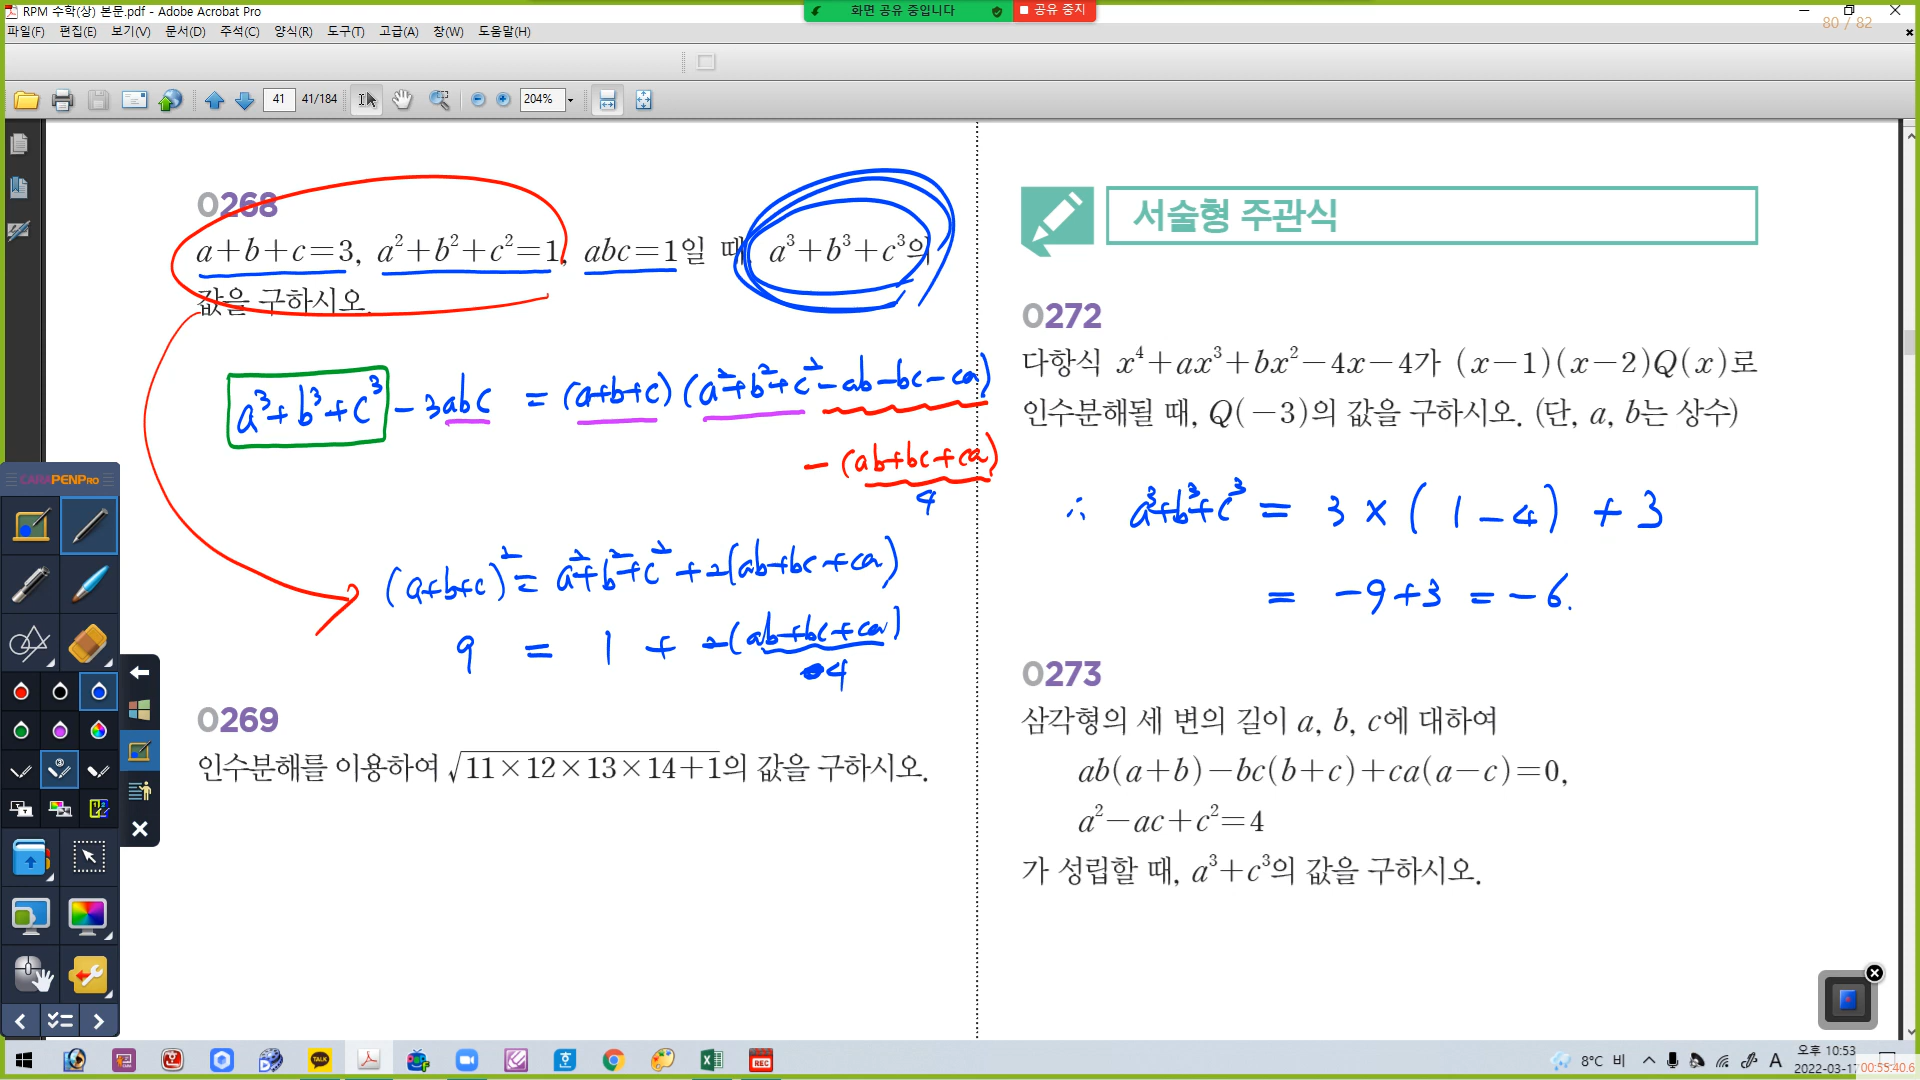 RPM 수학(상) 본문.pdf - Adobe Acrobat Pro
화면 공유 중입니다
공유 중지
80 / 82
파일(F) 편집(E) 보기(V) 문서(D) 주석(C) 양식(R) 도구(T) 고급(A) 창(W) 도움말(H)
41 41/184 204%
0268
a+b+c=3, a²+b²+c²=1, abc=1일 때, a³+b³+c³의
값을 구하시오.
a³+b³+c³ - 3abc = (a+b+c)(a²+b²+c²-ab-bc-ca)
-(ab+bc+ca)
4
(a+b+c)² = a²+b²+c²+2(ab+bc+ca)
9 = 1 + 2(ab+bc+ca)
4
0269
인수분해를 이용하여 √11×12×13×14+1의 값을 구하시오.
서술형 주관식
0272
다항식 x⁴+ax³+bx²-4x-4가 (x-1)(x-2)Q(x)로
인수분해될 때, Q(-3)의 값을 구하시오. (단, a, b는 상수)
∴ a³+b³+c³ = 3×(1-4)+3
= -9+3 = -6.
0273
삼각형의 세 변의 길이 a, b, c에 대하여
ab(a+b)-bc(b+c)+ca(a-c)=0,
a²-ac+c²=4
가 성립할 때, a³+c³의 값을 구하시오.
CARAPENPRO
TALK
REC
8°C 비
A
오후 10:53
2022-03-17
00:55:40.6